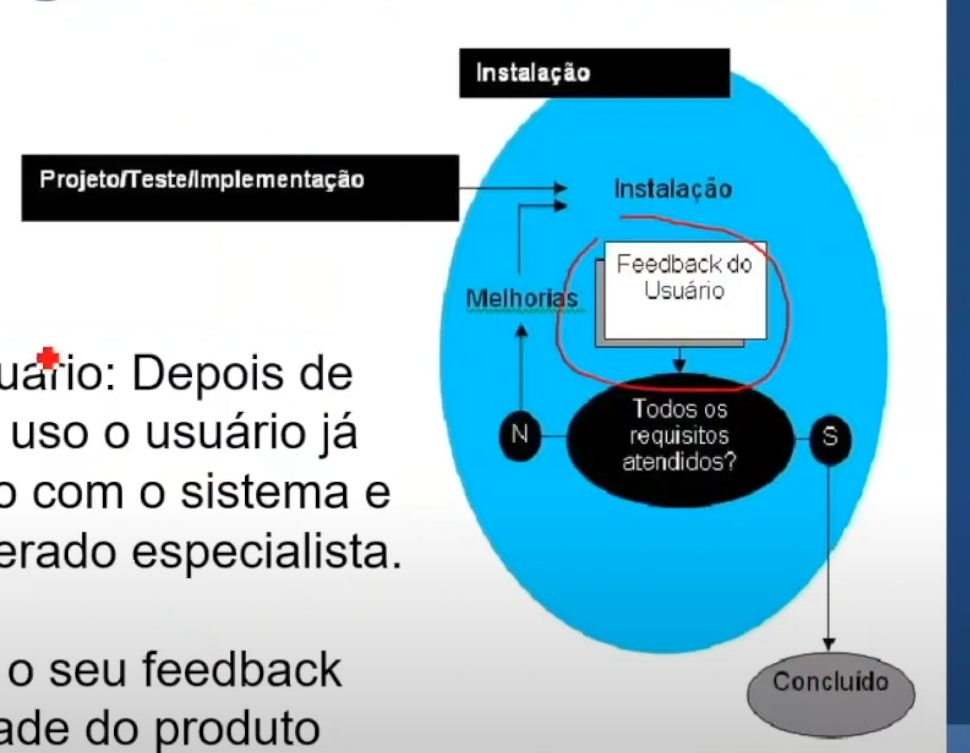 Instalação
Projeto/Teste/Implementação
Instalação
Feedback do
Usuário
Melhorias
Todos os
requisitos
atendidos?
N
S
Concluído
uário: Depois de
uso o usuário já
o com o sistema e
erado especialista.
o seu feedback
ade do produto